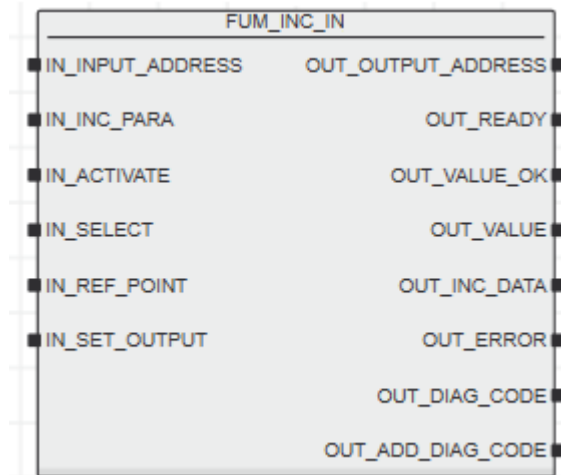 FUM_INC_IN
IN_INPUT_ADDRESS OUT_OUTPUT_ADDRESS
IN_INC_PARA OUT_READY
IN_ACTIVATE OUT_VALUE_OK
IN_SELECT OUT_VALUE
IN_REF_POINT OUT_INC_DATA
IN_SET_OUTPUT OUT_ERROR
OUT_DIAG_CODE
OUT_ADD_DIAG_CODE